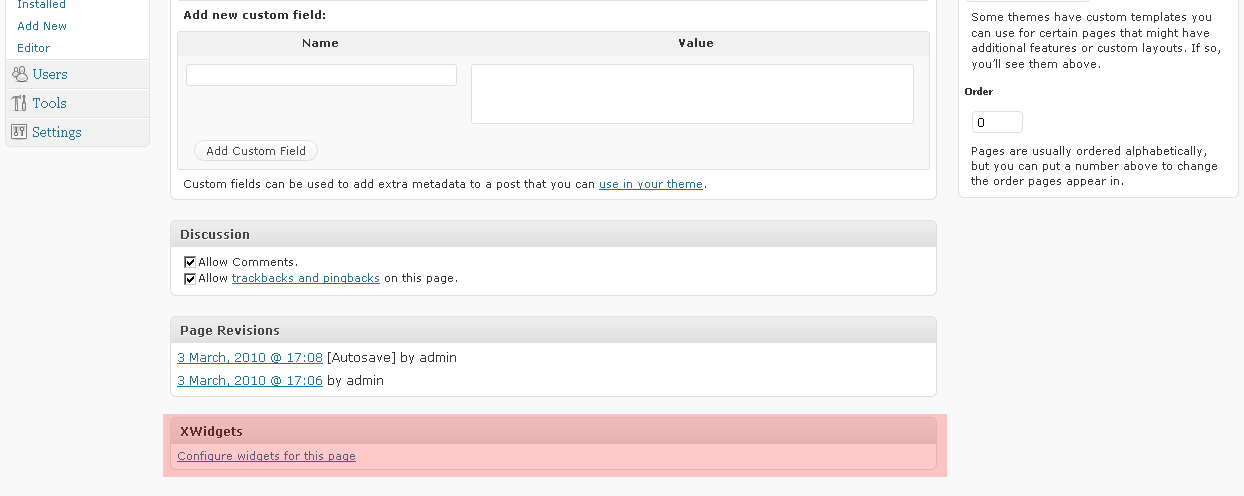 Installed
Add New
Editor
Users
Tools
Settings
Add new custom field:
Name Value
Add Custom Field
Custom fields can be used to add extra metadata to a post that you can use in your theme.
Discussion
Allow Comments.
Allow trackbacks and pingbacks on this page.
Page Revisions
3 March, 2010 @ 17:08 [Autosave] by admin
3 March, 2010 @ 17:06 by admin
XWidgets
Configure widgets for this page
Some themes have custom templates you
can use for certain pages that might have
additional features or custom layouts. If so,
you'll see them above.
Order
0
Pages are usually ordered alphabetically,
but you can put a number above to change
the order pages appear in.